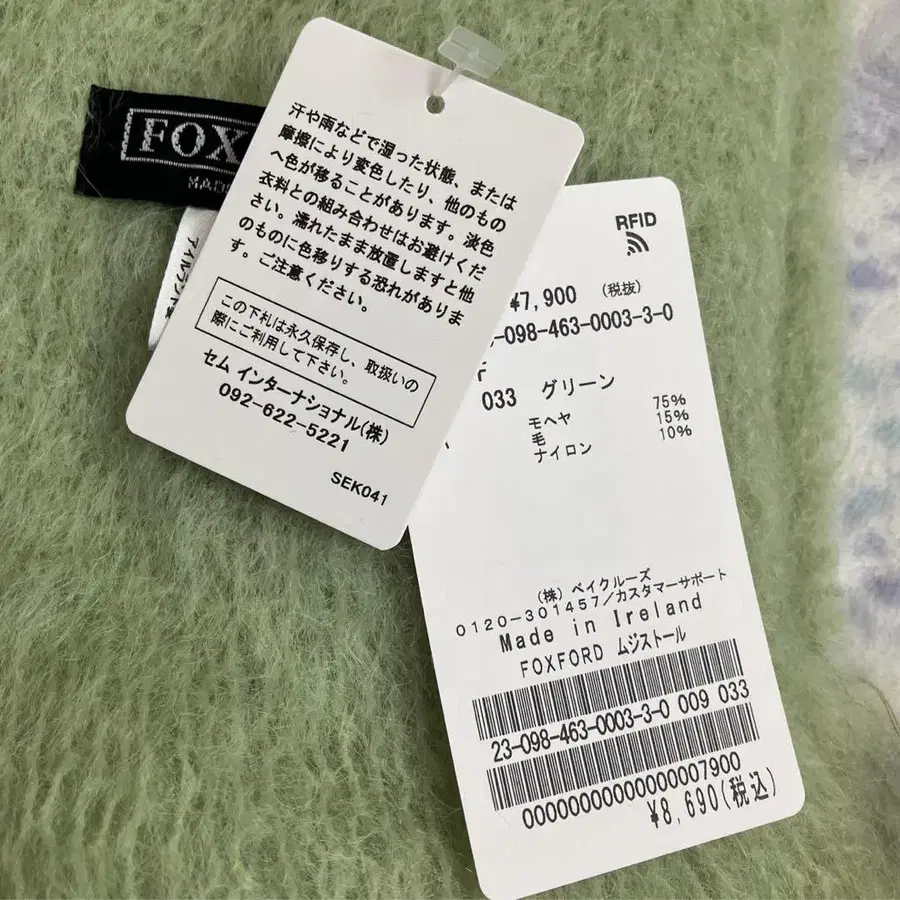 FOX
MAD
アイルランド
汗や雨などで湿った状態、または
摩擦により変色したり、他のもの
へ色が移ることがあります。淡色
衣料との組み合わせはお避けくだ
さい。濡れたまま放置しますと他
のものに色移りする恐れがありま
す。ご注意ください。
この下札は永久保存し、取扱いの
際にご利用して下さい。
セム インターナショナル(株)
092-622-5221
SEK041
RFID
¥7,900 (税抜)
-098-463-0003-3-0
033 グリーン
モヘヤ 75%
毛 15%
ナイロン 10%
(株) ベイクルーズ
0120-301457/カスタマーサポート
Made in Ireland
FOXFORD ムジストール
23-098-463-0003-3-0 009 033
00000000000000007900
¥8,690(税込)